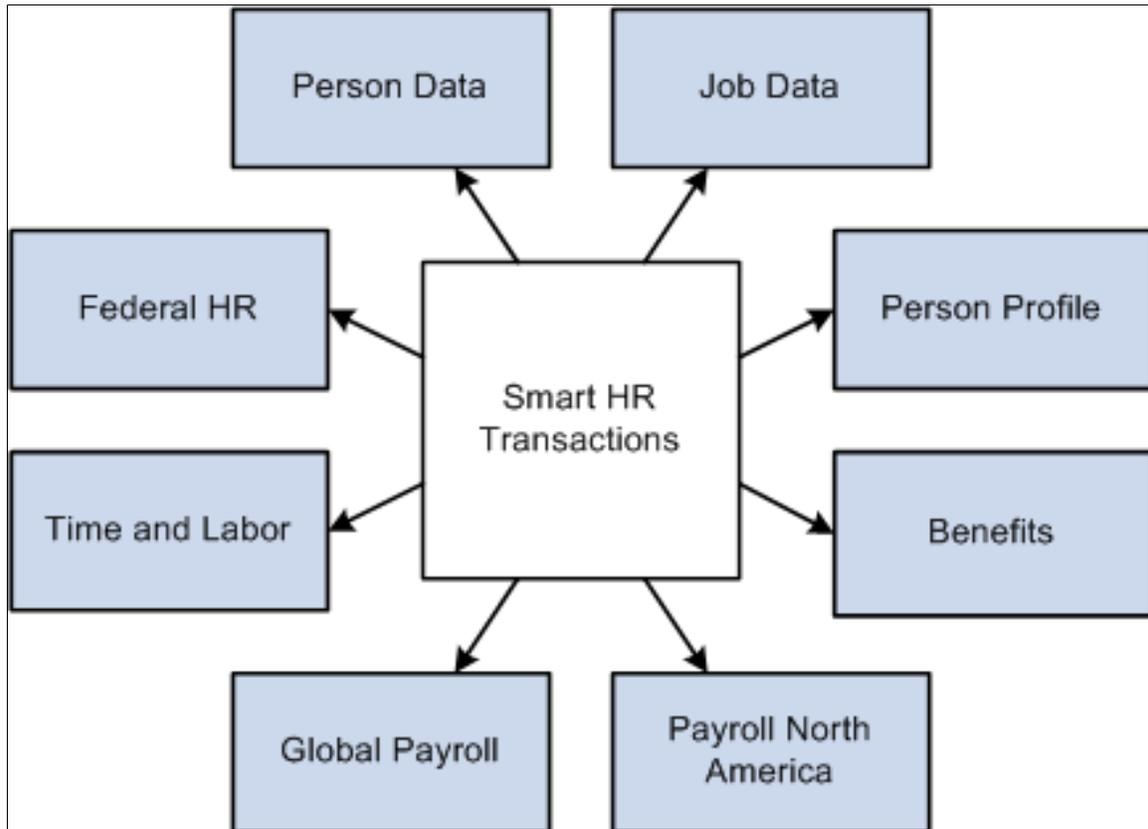 Person Data
Job Data
Federal HR
Person Profile
Smart HR
Transactions
Time and Labor
Benefits
Global Payroll
Payroll North
America